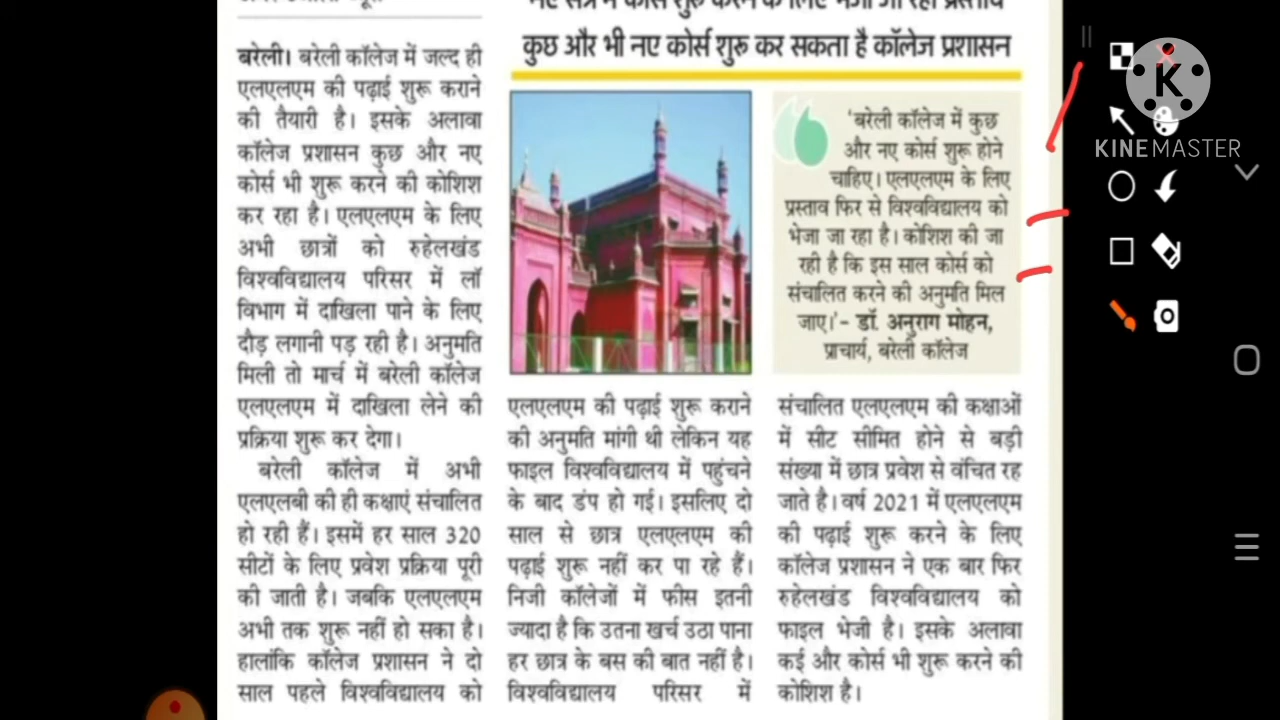 नए सत्र में कोर्स शुरू करने के लिए भेजा जा रहा प्रस्ताव
कुछ और भी नए कोर्स शुरू कर सकता है कॉलेज प्रशासन
बरेली। बरेली कॉलेज में जल्द ही
एलएलएम की पढ़ाई शुरू कराने
की तैयारी है। इसके अलावा
कॉलेज प्रशासन कुछ और नए
कोर्स भी शुरू करने की कोशिश
कर रहा है। एलएलएम के लिए
अभी छात्रों को रुहेलखंड
विश्वविद्यालय परिसर में लॉ
विभाग में दाखिला पाने के लिए
दौड़ लगानी पड़ रही है। अनुमति
मिली तो मार्च में बरेली कॉलेज
एलएलएम में दाखिला लेने की
प्रक्रिया शुरू कर देगा।
बरेली कॉलेज में अभी
एलएलबी की ही कक्षाएं संचालित
हो रही हैं। इसमें हर साल 320
सीटों के लिए प्रवेश प्रक्रिया पूरी
की जाती है। जबकि एलएलएम
अभी तक शुरू नहीं हो सका है।
हालांकि कॉलेज प्रशासन ने दो
साल पहले विश्वविद्यालय को
एलएलएम की पढ़ाई शुरू कराने
की अनुमति मांगी थी लेकिन यह
फाइल विश्वविद्यालय में पहुंचने
के बाद डंप हो गई। इसलिए दो
साल से छात्र एलएलएम की
पढ़ाई शुरू नहीं कर पा रहे हैं।
निजी कॉलेजों में फीस इतनी
ज्यादा है कि उतना खर्च उठा पाना
हर छात्र के बस की बात नहीं है।
विश्वविद्यालय परिसर में
'बरेली कॉलेज में कुछ
और नए कोर्स शुरू होने
चाहिए। एलएलएम के लिए
प्रस्ताव फिर से विश्वविद्यालय को
भेजा जा रहा है। कोशिश की जा
रही है कि इस साल कोर्स को
संचालित करने की अनुमति मिल
जाए।'- डॉ. अनुराग मोहन,
प्राचार्य, बरेली कॉलेज
संचालित एलएलएम की कक्षाओं
में सीट सीमित होने से बड़ी
संख्या में छात्र प्रवेश से वंचित रह
जाते है। वर्ष 2021 में एलएलएम
की पढ़ाई शुरू करने के लिए
कॉलेज प्रशासन ने एक बार फिर
रुहेलखंड विश्वविद्यालय को
फाइल भेजी है। इसके अलावा
कई और कोर्स भी शुरू करने की
कोशिश है।
K
KINEMASTER